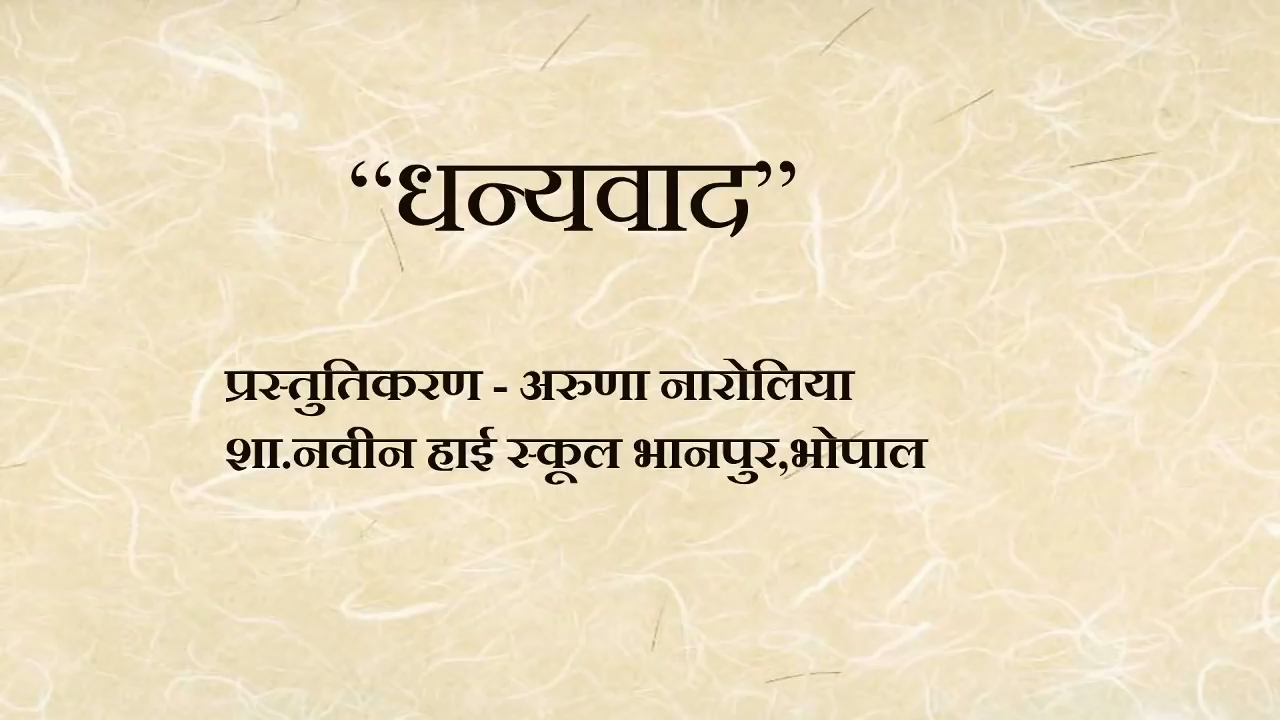 “धन्यवाद”
प्रस्तुतिकरण - अरुणा नारोलिया
शा.नवीन हाई स्कूल भानपुर,भोपाल